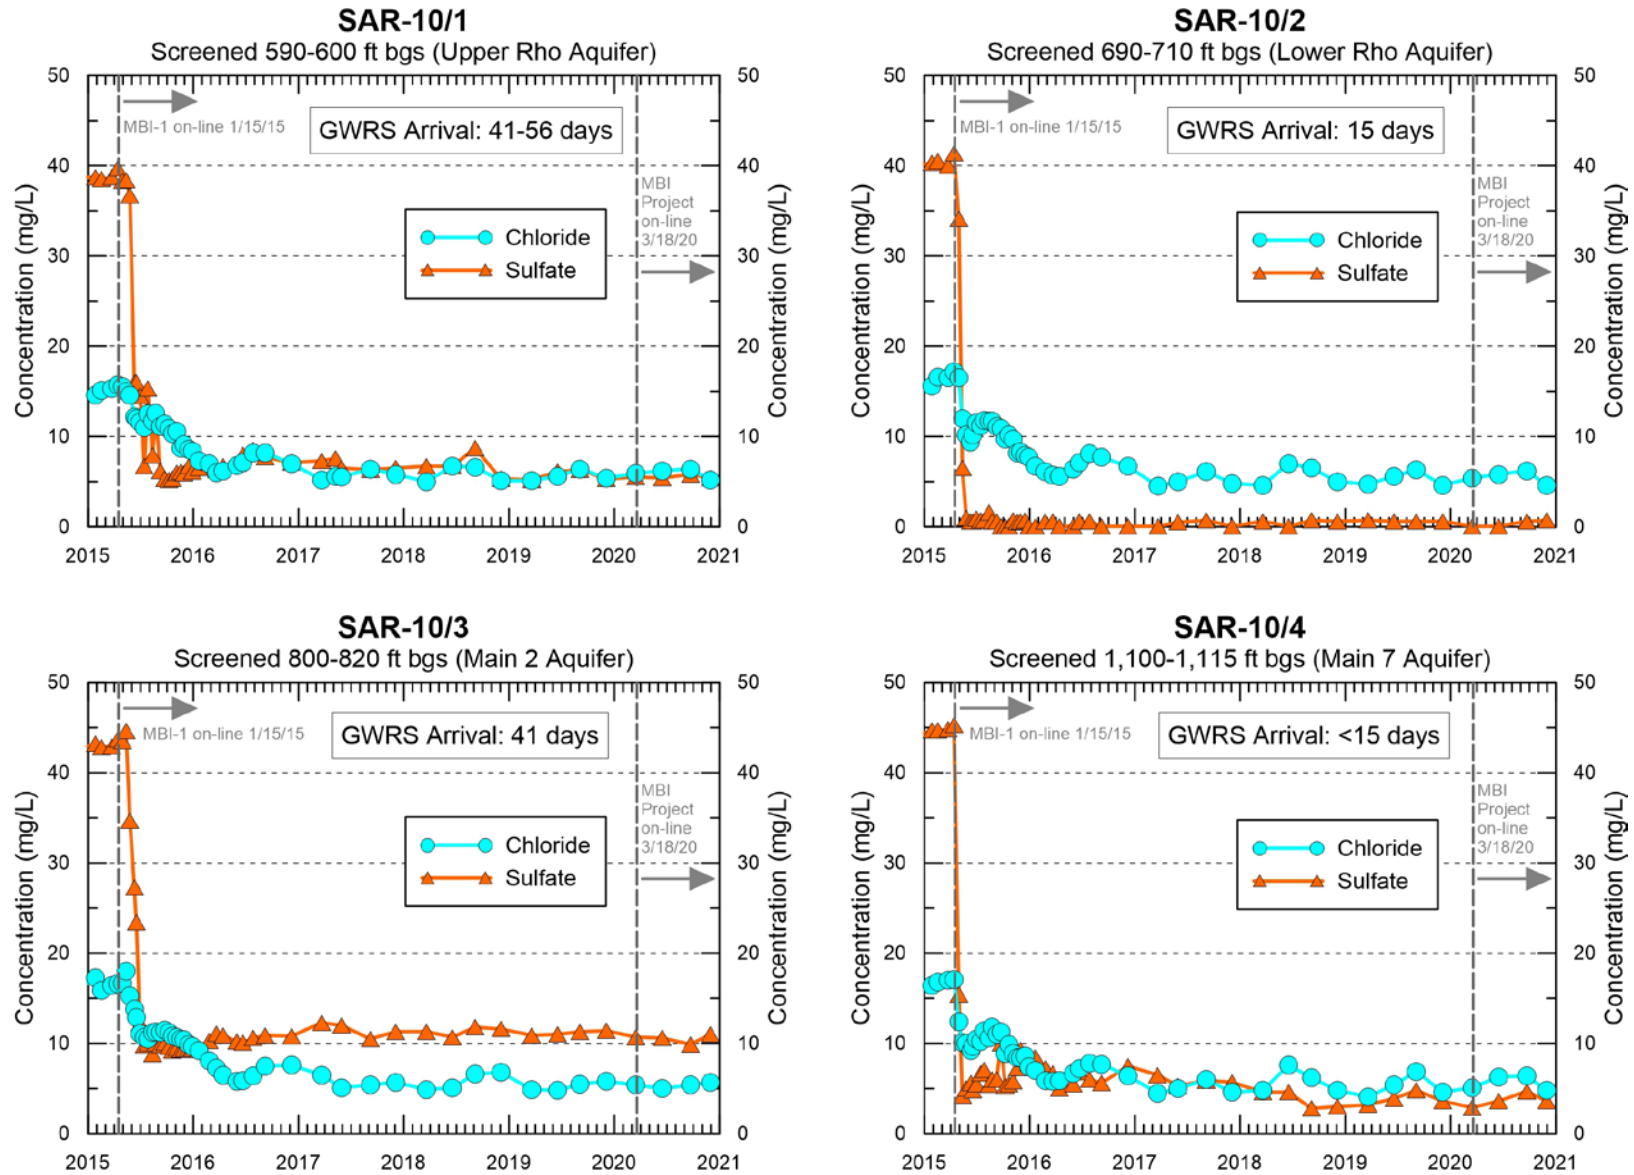 SAR-10/1
Screened 590-600 ft bgs (Upper Rho Aquifer)
50
40
30
20
10
0
Concentration (mg/L)
MBI-1 on-line 1/15/15
GWRS Arrival: 41-56 days
Chloride
Sulfate
MBI
Project
on-line
3/18/20
50
40
30
20
10
0
Concentration (mg/L)
2015 2016 2017 2018 2019 2020 2021
SAR-10/2
Screened 690-710 ft bgs (Lower Rho Aquifer)
50
40
30
20
10
0
Concentration (mg/L)
MBI-1 on-line 1/15/15
GWRS Arrival: 15 days
Chloride
Sulfate
MBI
Project
on-line
3/18/20
50
40
30
20
10
0
Concentration (mg/L)
2015 2016 2017 2018 2019 2020 2021
SAR-10/3
Screened 800-820 ft bgs (Main 2 Aquifer)
50
40
30
20
10
0
Concentration (mg/L)
MBI-1 on-line 1/15/15
GWRS Arrival: 41 days
Chloride
Sulfate
MBI
Project
on-line
3/18/20
50
40
30
20
10
0
Concentration (mg/L)
2015 2016 2017 2018 2019 2020 2021
SAR-10/4
Screened 1,100-1,115 ft bgs (Main 7 Aquifer)
50
40
30
20
10
0
Concentration (mg/L)
MBI-1 on-line 1/15/15
GWRS Arrival: <15 days
Chloride
Sulfate
MBI
Project
on-line
3/18/20
50
40
30
20
10
0
Concentration (mg/L)
2015 2016 2017 2018 2019 2020 2021